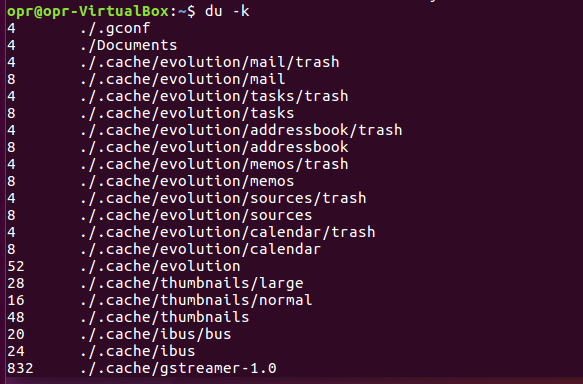 opr@opr-VirtualBox:~$ du -k
4 ./.gconf
4 ./Documents
4 ./.cache/evolution/mail/trash
8 ./.cache/evolution/mail
4 ./.cache/evolution/tasks/trash
8 ./.cache/evolution/tasks
4 ./.cache/evolution/addressbook/trash
8 ./.cache/evolution/addressbook
4 ./.cache/evolution/memos/trash
8 ./.cache/evolution/memos
4 ./.cache/evolution/sources/trash
8 ./.cache/evolution/sources
4 ./.cache/evolution/calendar/trash
8 ./.cache/evolution/calendar
52 ./.cache/evolution
28 ./.cache/thumbnails/large
16 ./.cache/thumbnails/normal
48 ./.cache/thumbnails
20 ./.cache/ibus/bus
24 ./.cache/ibus
832 ./.cache/gstreamer-1.0